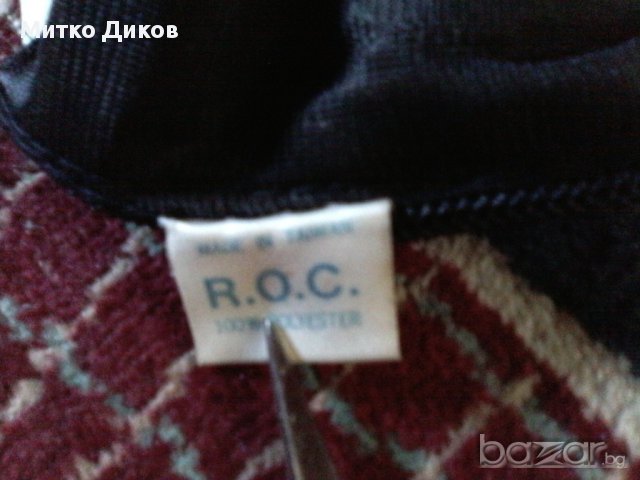 Митко Диков
MADE IN TAIWAN
R.O.C.
100% POLYESTER
bazar.bg